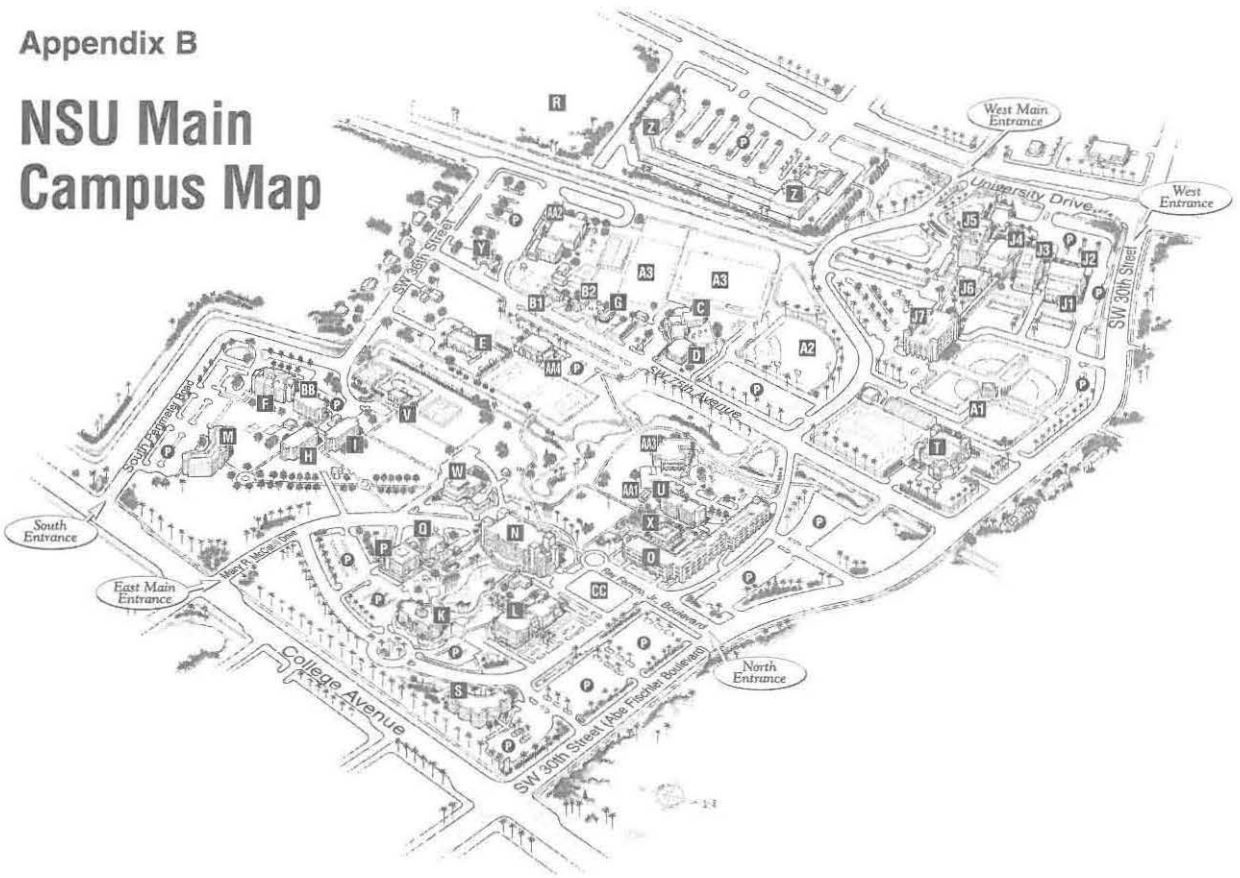 Appendix B
NSU Main
Campus Map
R
Z
P
West Main
Entrance
University Drive
West
Entrance
Z
AA2
P
Y
SW 36th Street
J5
J4
J3
P
J2
A3
A3
B1
B2
G
C
J6
J1
P
SW 30th Street
J7
E
AA4
P
D
A2
SW 75th Avenue
P
P
A1
F
BB
P
V
South Perimeter Road
M
P
H
I
AA3
T
W
AA1
U
X
P
South
Entrance
Q
N
P
P
O
P
Mary R. McCahill Drive
East Main
Entrance
CC
Ray Ferrero, Jr. Boulevard
P
K
L
P
P
North
Entrance
College Avenue
S
P
P
SW 30th Street (Abe Fischler Boulevard)